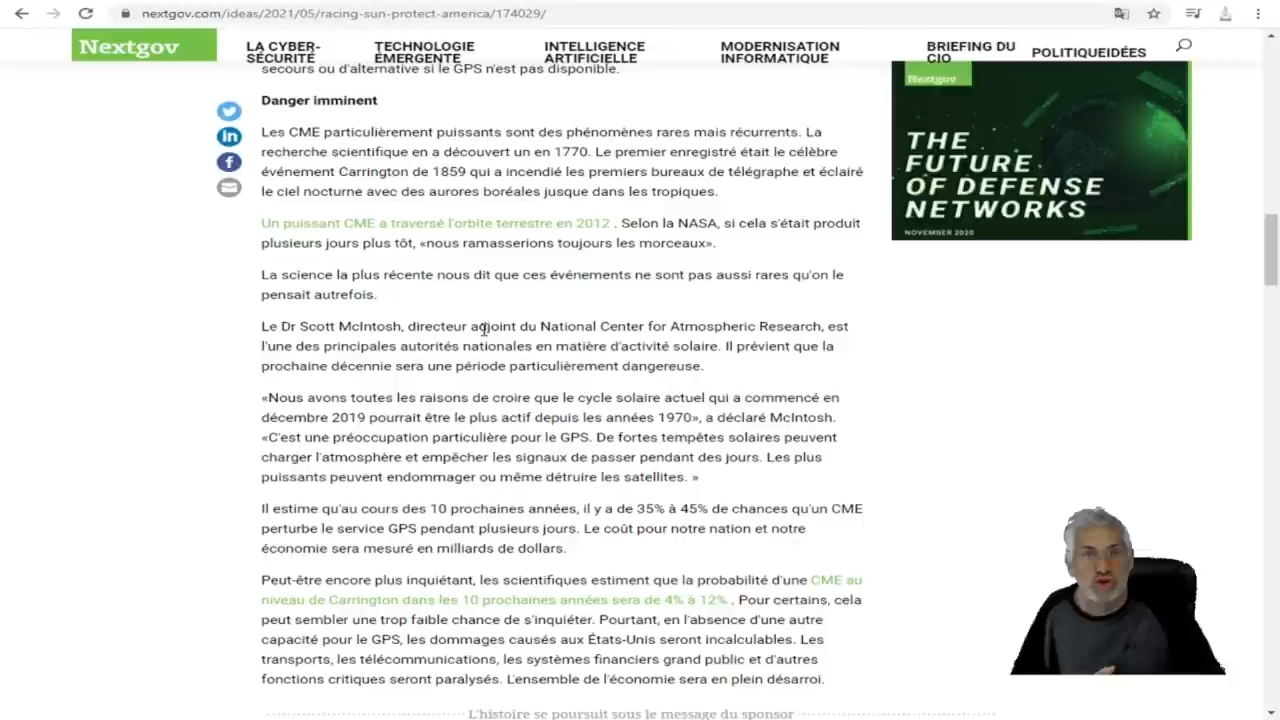 nextgov.com/ideas/2021/05/racing-sun-protect-america/174029/
Nextgov
LA CYBER-
SÉCURITÉ
TECHNOLOGIE
ÉMERGENTE
INTELLIGENCE
ARTIFICIELLE
MODERNISATION
INFORMATIQUE
BRIEFING DU
CIO
POLITIQUEIDÉES
secours ou d'alternative si le GPS n'est pas disponible.
Danger imminent
Les CME particulièrement puissants sont des phénomènes rares mais récurrents. La
recherche scientifique en a découvert un en 1770. Le premier enregistré était le célèbre
événement Carrington de 1859 qui a incendié les premiers bureaux de télégraphe et éclairé
le ciel nocturne avec des aurores boréales jusque dans les tropiques.
Un puissant CME a traversé l'orbite terrestre en 2012 . Selon la NASA, si cela s'était produit
plusieurs jours plus tôt, «nous ramasserions toujours les morceaux».
La science la plus récente nous dit que ces événements ne sont pas aussi rares qu'on le
pensait autrefois.
Le Dr Scott McIntosh, directeur adjoint du National Center for Atmospheric Research, est
l'une des principales autorités nationales en matière d'activité solaire. Il prévient que la
prochaine décennie sera une période particulièrement dangereuse.
«Nous avons toutes les raisons de croire que le cycle solaire actuel qui a commencé en
décembre 2019 pourrait être le plus actif depuis les années 1970», a déclaré McIntosh.
«C'est une préoccupation particulière pour le GPS. De fortes tempêtes solaires peuvent
charger l'atmosphère et empêcher les signaux de passer pendant des jours. Les plus
puissants peuvent endommager ou même détruire les satellites. »
Il estime qu'au cours des 10 prochaines années, il y a de 35% à 45% de chances qu'un CME
perturbe le service GPS pendant plusieurs jours. Le coût pour notre nation et notre
économie sera mesuré en milliards de dollars.
Peut-être encore plus inquiétant, les scientifiques estiment que la probabilité d'une CME au
niveau de Carrington dans les 10 prochaines années sera de 4% à 12% . Pour certains, cela
peut sembler une trop faible chance de s'inquiéter. Pourtant, en l'absence d'une autre
capacité pour le GPS, les dommages causés aux États-Unis seront incalculables. Les
transports, les télécommunications, les systèmes financiers grand public et d'autres
fonctions critiques seront paralysés. L'ensemble de l'économie sera en plein désarroi.
L'histoire se poursuit sous le message du sponsor
Nextgov
THE
FUTURE
OF DEFENSE
NETWORKS
NOVEMBER 2020